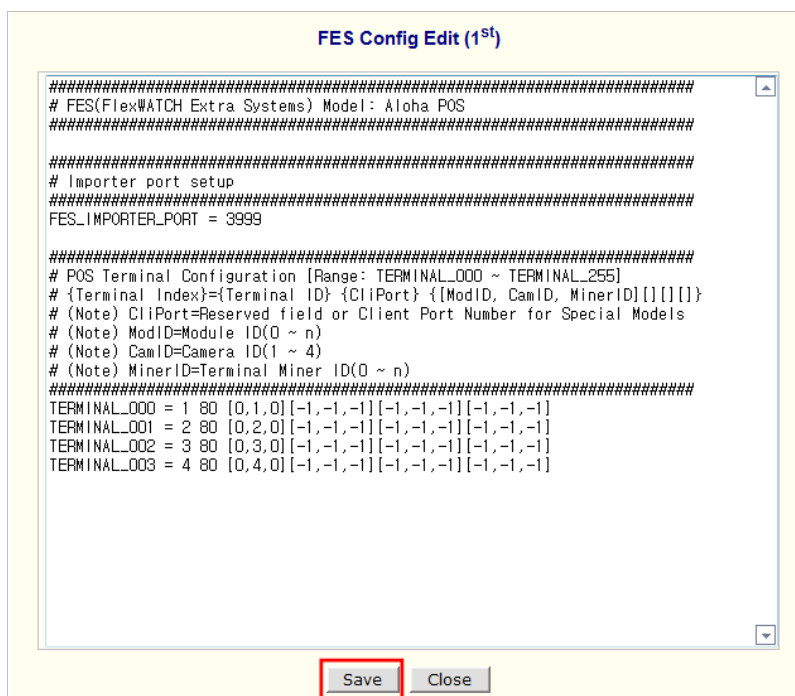 FES Config Edit (1st)
########################################################################
# FES(FlexWATCH Extra Systems) Model: Aloha POS
########################################################################
########################################################################
# Importer port setup
########################################################################
FES_IMPORTER_PORT = 3999
########################################################################
# POS Terminal Configuration [Range: TERMINAL_000 ~ TERMINAL_255]
# {Terminal Index}={Terminal ID} {CliPort} {[ModID, CamID, MinerID][][][]}
# (Note) CliPort=Reserved field or Client Port Number for Special Models
# (Note) ModID=Module ID(0 ~ n)
# (Note) CamID=Camera ID(1 ~ 4)
# (Note) MinerID=Terminal Miner ID(0 ~ n)
########################################################################
TERMINAL_000 = 1 80 [0,1,0][-1,-1,-1][-1,-1,-1][-1,-1,-1]
TERMINAL_001 = 2 80 [0,2,0][-1,-1,-1][-1,-1,-1][-1,-1,-1]
TERMINAL_002 = 3 80 [0,3,0][-1,-1,-1][-1,-1,-1][-1,-1,-1]
TERMINAL_003 = 4 80 [0,4,0][-1,-1,-1][-1,-1,-1][-1,-1,-1]
Save Close